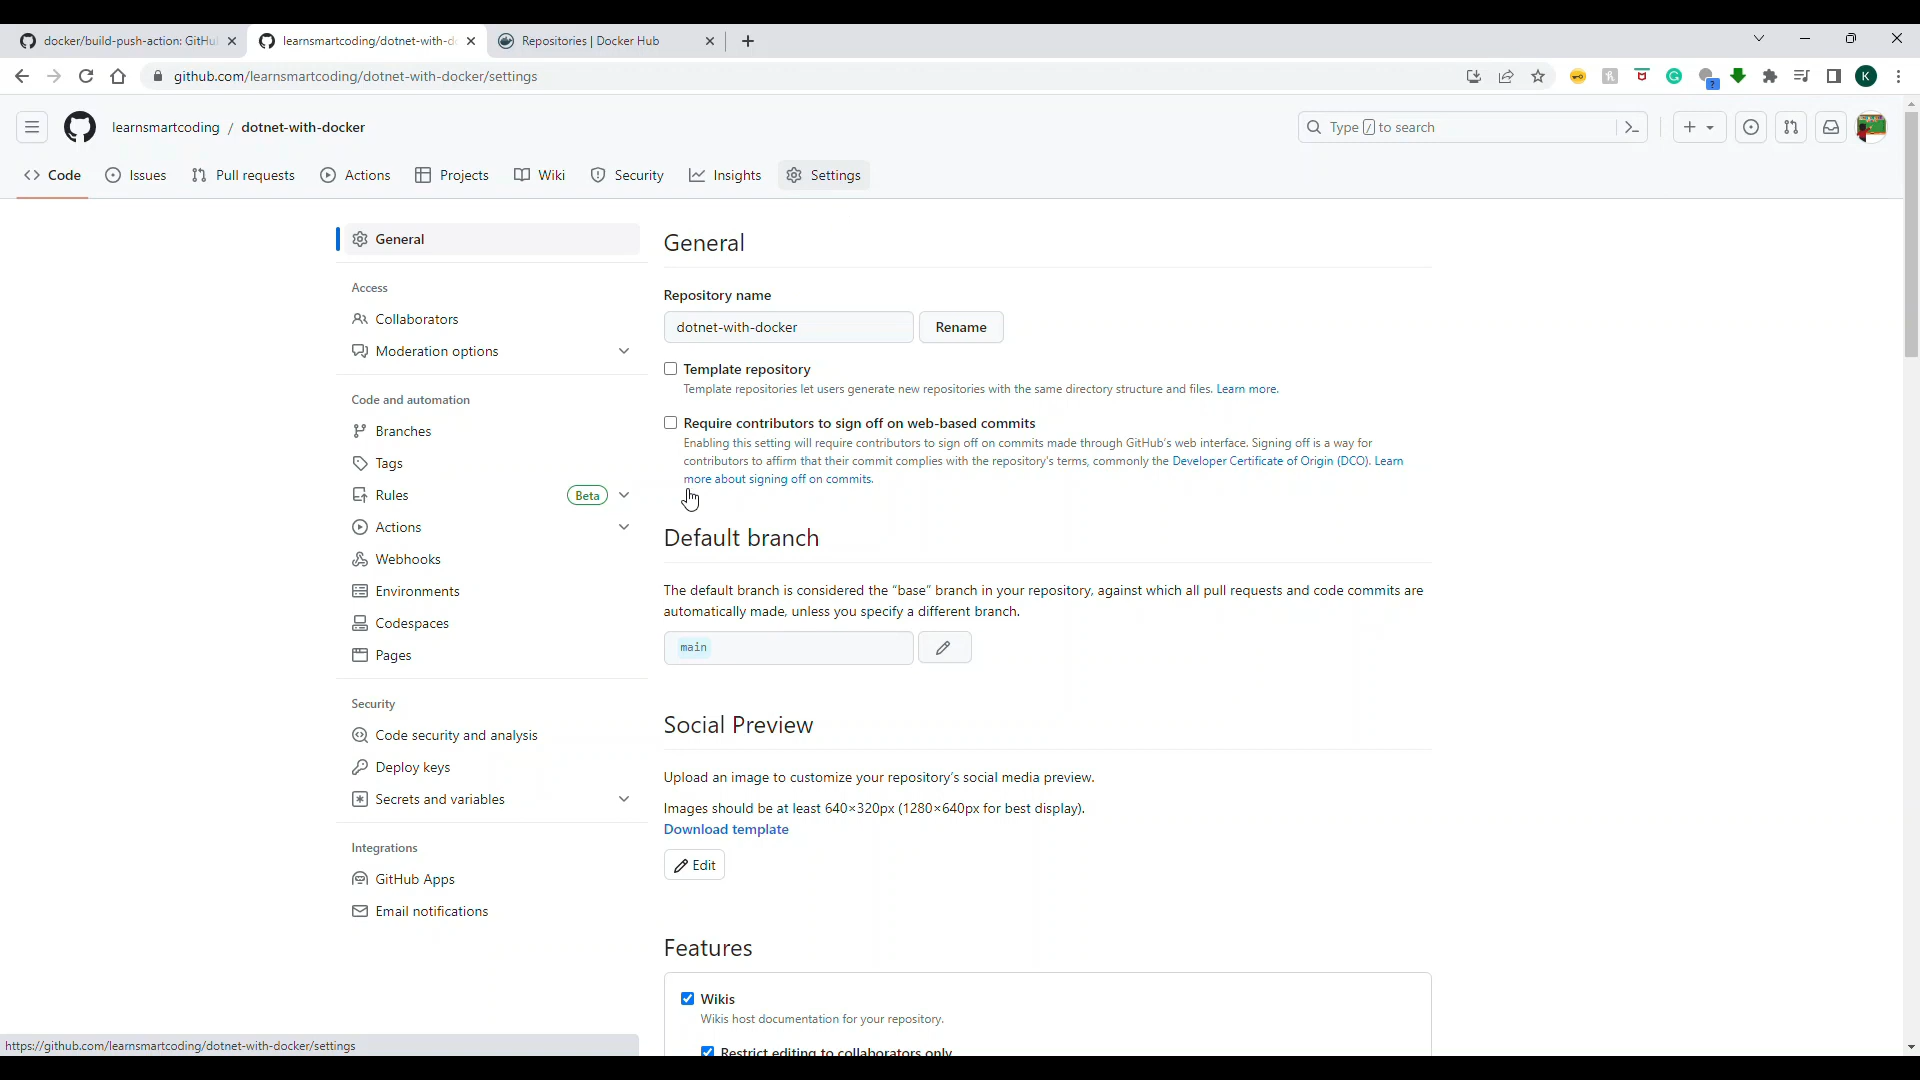 docker/build-push-action: GitHu
learnsmartcoding/dotnet-with-d
Repositories | Docker Hub
github.com/learnsmartcoding/dotnet-with-docker/settings
K
learnsmartcoding / dotnet-with-docker
Type / to search
Code
Issues
Pull requests
Actions
Projects
Wiki
Security
Insights
Settings
General
Access
Collaborators
Moderation options
Code and automation
Branches
Tags
Rules
Beta
Actions
Webhooks
Environments
Codespaces
Pages
Security
Code security and analysis
Deploy keys
Secrets and variables
Integrations
GitHub Apps
Email notifications
General
Repository name
dotnet-with-docker
Rename
Template repository
Template repositories let users generate new repositories with the same directory structure and files. Learn more.
Require contributors to sign off on web-based commits
Enabling this setting will require contributors to sign off on commits made through GitHub's web interface. Signing off is a way for
contributors to affirm that their commit complies with the repository's terms, commonly the Developer Certificate of Origin (DCO). Learn
more about signing off on commits.
Default branch
The default branch is considered the “base” branch in your repository, against which all pull requests and code commits are
automatically made, unless you specify a different branch.
main
Social Preview
Upload an image to customize your repository's social media preview.
Images should be at least 640×320px (1280×640px for best display).
Download template
Edit
Features
Wikis
Wikis host documentation for your repository.
Restrict editing to collaborators only
https://github.com/learnsmartcoding/dotnet-with-docker/settings